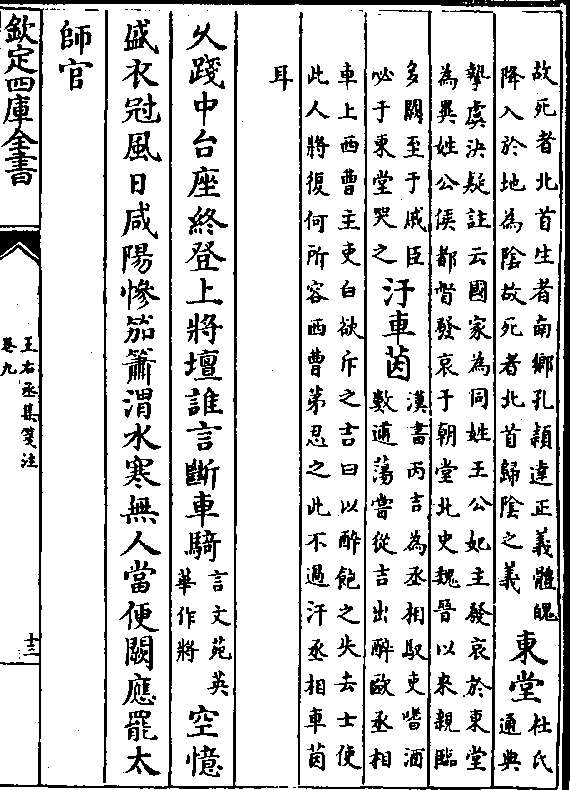 故死者北首生者南鄉孔穎達正義體魄
降入於地為陰故死者北首歸陰之義
東堂
杜氏
通典
摯虞決疑註云國家為同姓王公妃主發哀於東堂
為異姓公侯都督發哀于朝堂北史魏晉以來親臨
多闕至于戚臣
必于東堂哭之
汙車茵
漢書丙吉為丞相馭吏嗜酒
數逋蕩嘗從吉出醉歐丞相
車上西曹主吏白欲斥之吉曰以醉飽之失去士使
此人將復何所容西曹第忍之此不過汙丞相車茵
耳
久踐中台座終登上將壇誰言斷車騎
言文苑英
華作將
空憶
盛衣冠風日咸陽慘笳簫渭水寒無人當便闕應罷太
師官
欽定四庫全書
王右丞集箋注
卷九
十三